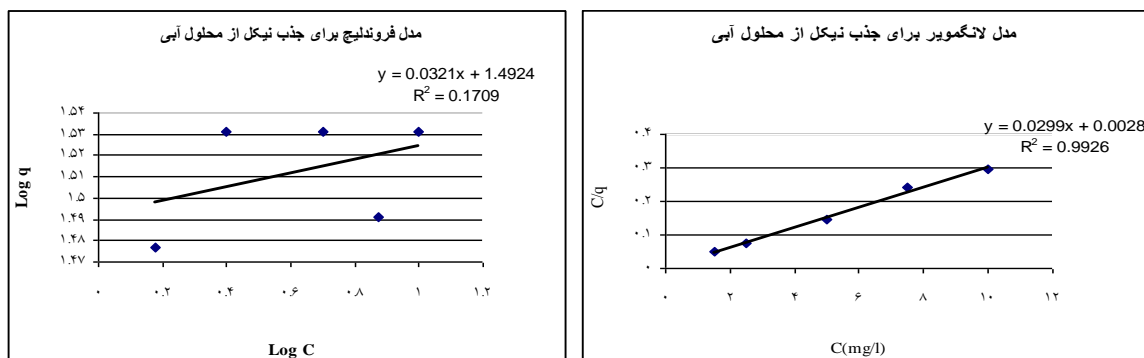 مدل فروندلیچ برای جذب نیکل از محلول آبی
y = 0.0321x + 1.4924
R² = 0.1709
۱.۵۴
۱.۵۳
۱.۵۲
۱.۵۱
۱.۵
۱.۴۹
۱.۴۸
۱.۴۷
Log q
۰ ۰.۲ ۰.۴ ۰.۶ ۰.۸ ۱ ۱.۲
Log C
مدل لانگمویر برای جذب نیکل از محلول آبی
y = 0.0299x + 0.0028
R² = 0.9926
۰.۴
۰.۳
۰.۲
۰.۱
۰
C/q
۰ ۲ ۴ ۶ ۸ ۱۰ ۱۲
C(mg/l)